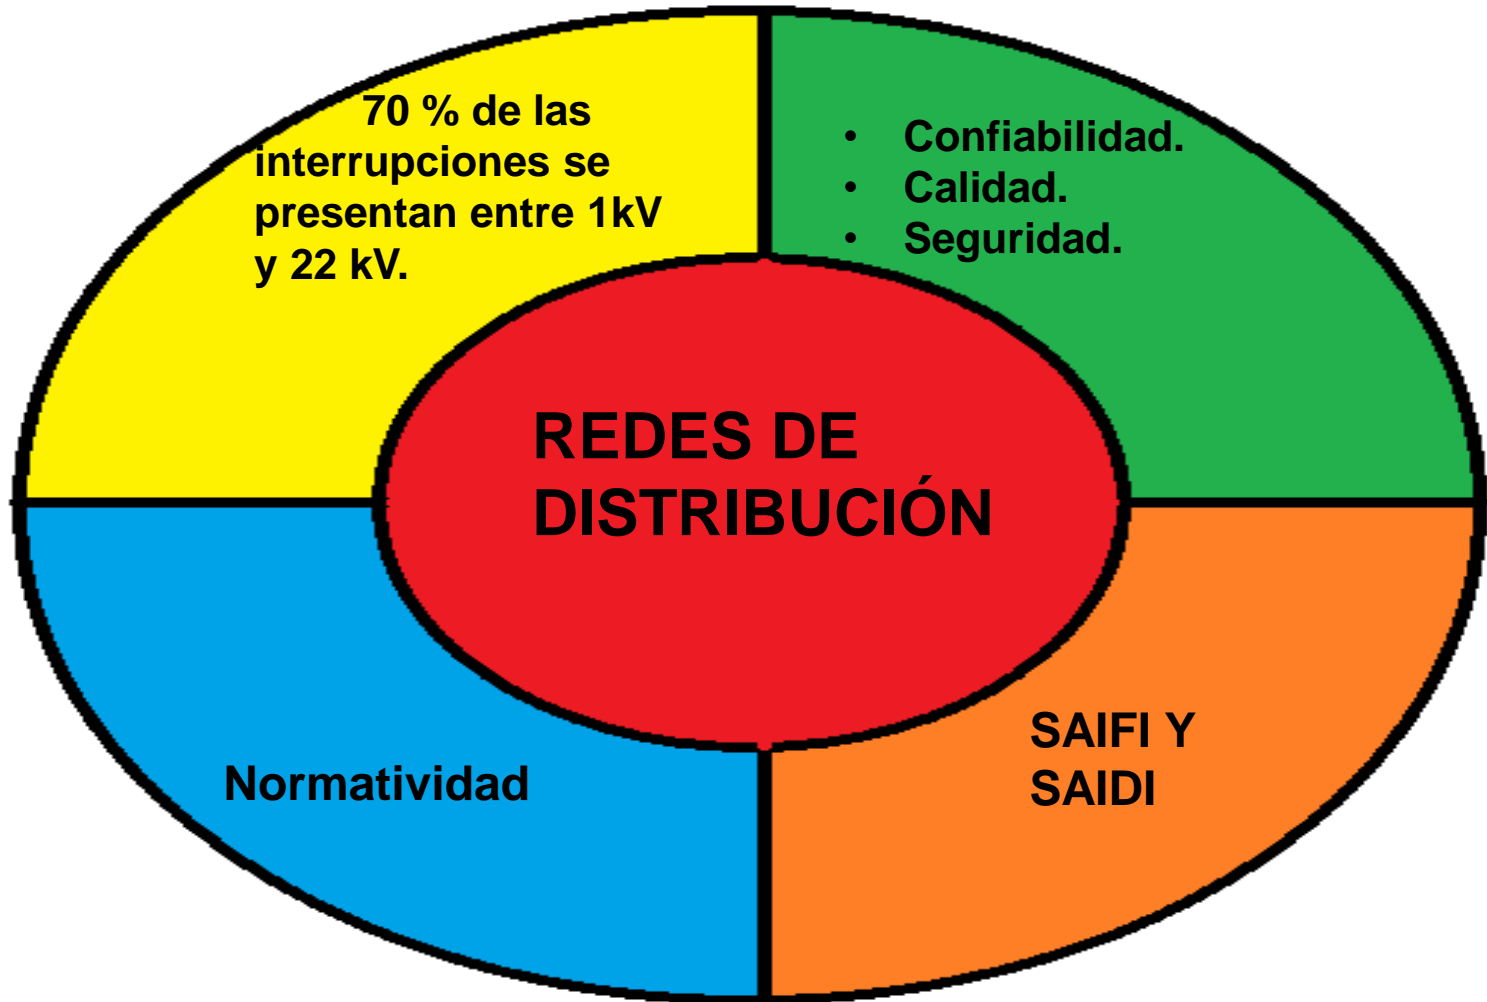 70 % de las
interrupciones se
presentan entre 1kV
y 22 kV.
• Confiabilidad.
• Calidad.
• Seguridad.
REDES DE
DISTRIBUCIÓN
Normatividad
SAIFI Y
SAIDI